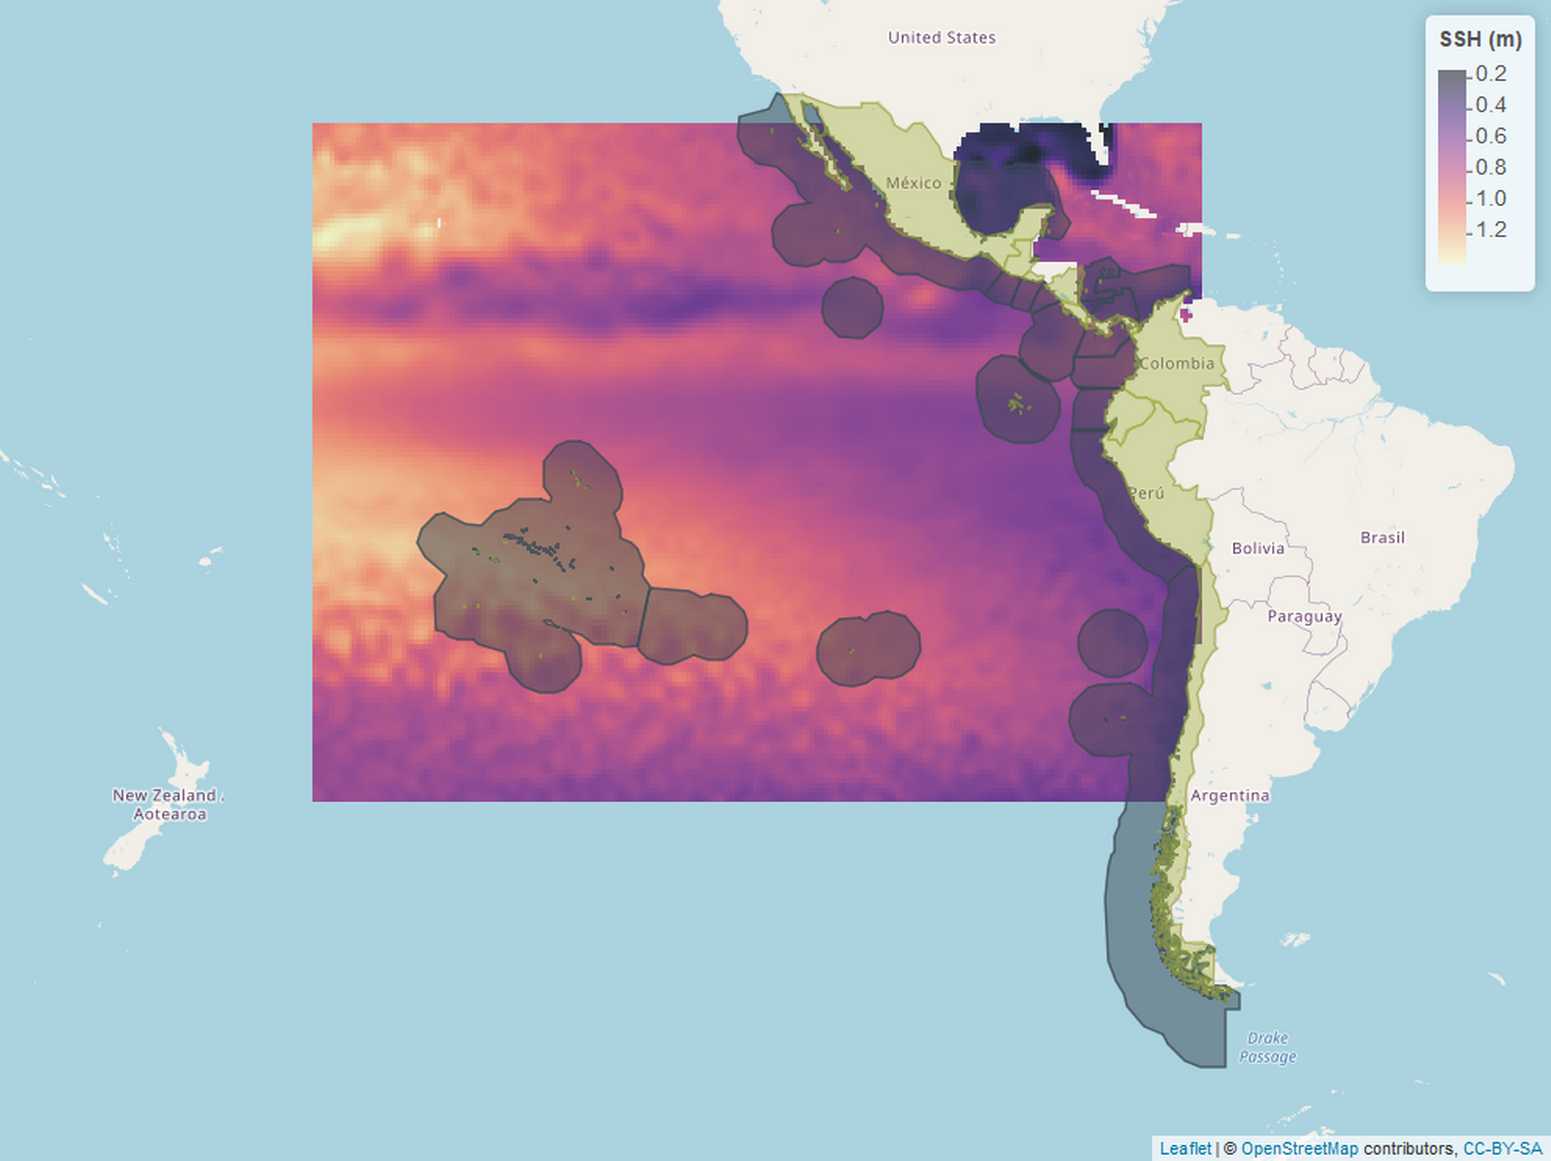 United States
SSH (m)
0.2
0.4
0.6
0.8
1.0
1.2
México
Colombia
Perú
Brasil
Bolivia
Paraguay
New Zealand /
Aotearoa
Argentina
Drake
Passage
Leaflet | © OpenStreetMap contributors, CC-BY-SA